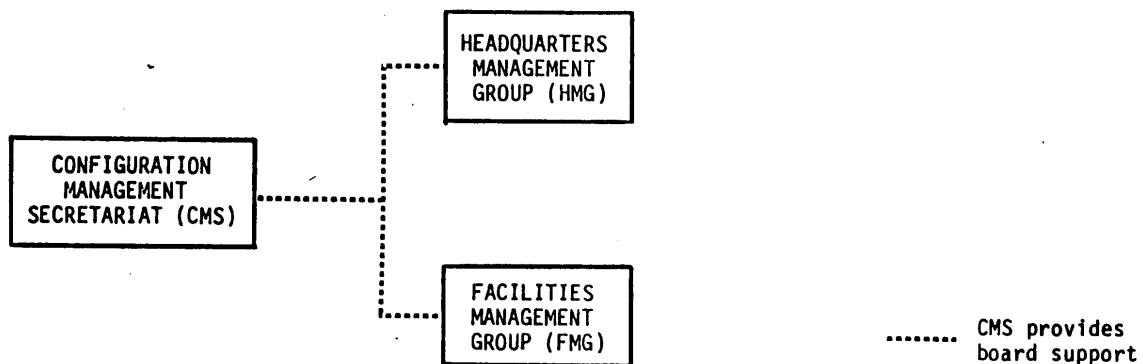 HEADQUARTERS
MANAGEMENT
GROUP (HMG)
CONFIGURATION
MANAGEMENT
SECRETARIAT (CMS)
FACILITIES
MANAGEMENT
GROUP (FMG)
CMS provides
board support